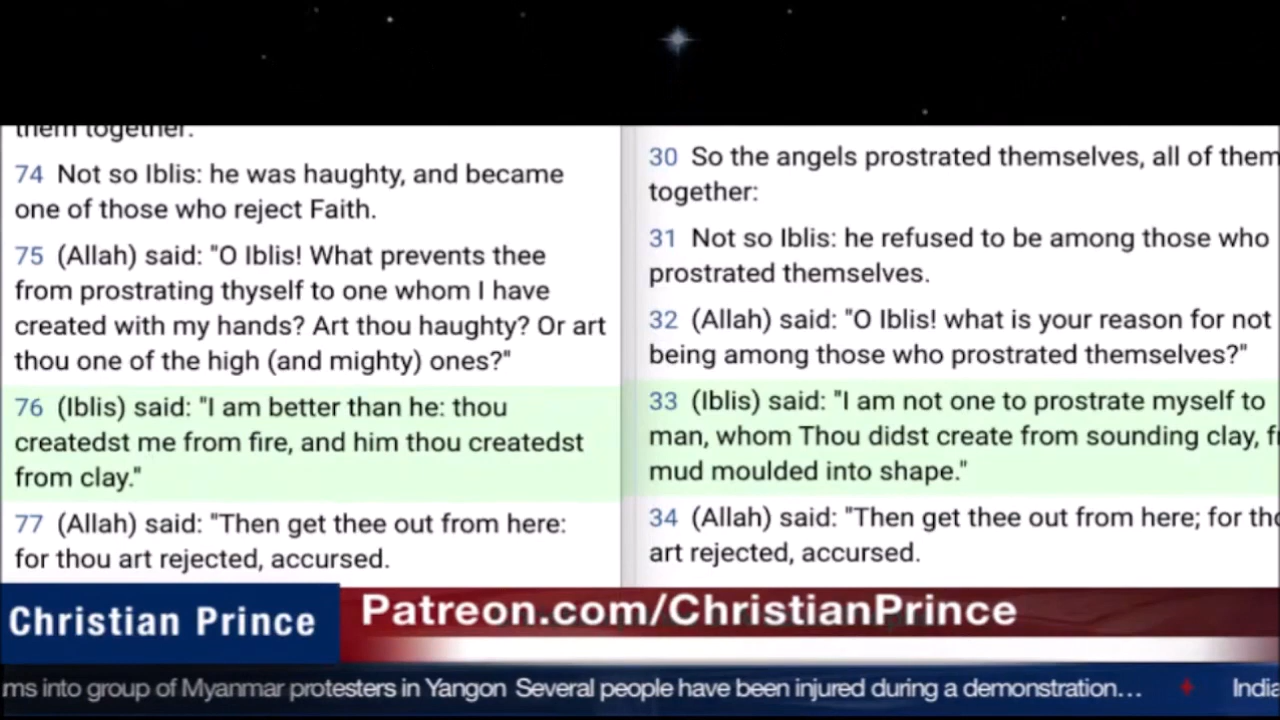 them together.
74 Not so Iblis: he was haughty, and became
one of those who reject Faith.
75 (Allah) said: "O Iblis! What prevents thee
from prostrating thyself to one whom I have
created with my hands? Art thou haughty? Or art
thou one of the high (and mighty) ones?"
76 (Iblis) said: "I am better than he: thou
createdst me from fire, and him thou createdst
from clay."
77 (Allah) said: "Then get thee out from here:
for thou art rejected, accursed.
30 So the angels prostrated themselves, all of them
together:
31 Not so Iblis: he refused to be among those who
prostrated themselves.
32 (Allah) said: "O Iblis! what is your reason for not
being among those who prostrated themselves?"
33 (Iblis) said: "I am not one to prostrate myself to
man, whom Thou didst create from sounding clay,
mud moulded into shape."
34 (Allah) said: "Then get thee out from here; for
art rejected, accursed.
Christian Prince
Patreon.com/ChristianPrince
into group of Myanmar protesters in Yangon Several people have been injured during a demonstration...